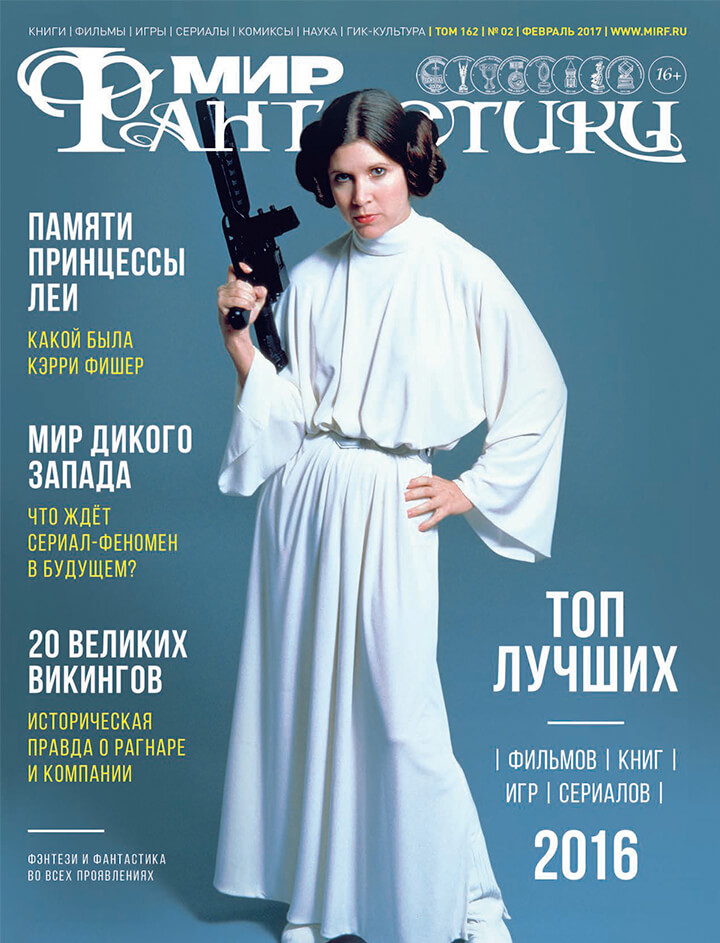 КНИГИ | ФИЛЬМЫ | ИГРЫ | СЕРИАЛЫ | КОМИКСЫ | НАУКА | ГИК-КУЛЬТУРА | ТОМ 162 | № 02 | ФЕВРАЛЬ 2017 | WWW.MIRF.RU
МИР
ФАНТАСТИКИ
16+
ПАМЯТИ
ПРИНЦЕССЫ
ЛЕИ
КАКОЙ БЫЛА
КЭРРИ ФИШЕР
МИР ДИКОГО
ЗАПАДА
ЧТО ЖДЁТ
СЕРИАЛ-ФЕНОМЕН
В БУДУЩЕМ?
20 ВЕЛИКИХ
ВИКИНГОВ
ИСТОРИЧЕСКАЯ
ПРАВДА О РАГНАРЕ
И КОМПАНИИ
ФЭНТЕЗИ И ФАНТАСТИКА
ВО ВСЕХ ПРОЯВЛЕНИЯХ
ТОП
ЛУЧШИХ
| ФИЛЬМОВ | КНИГ |
ИГР | СЕРИАЛОВ |
2016